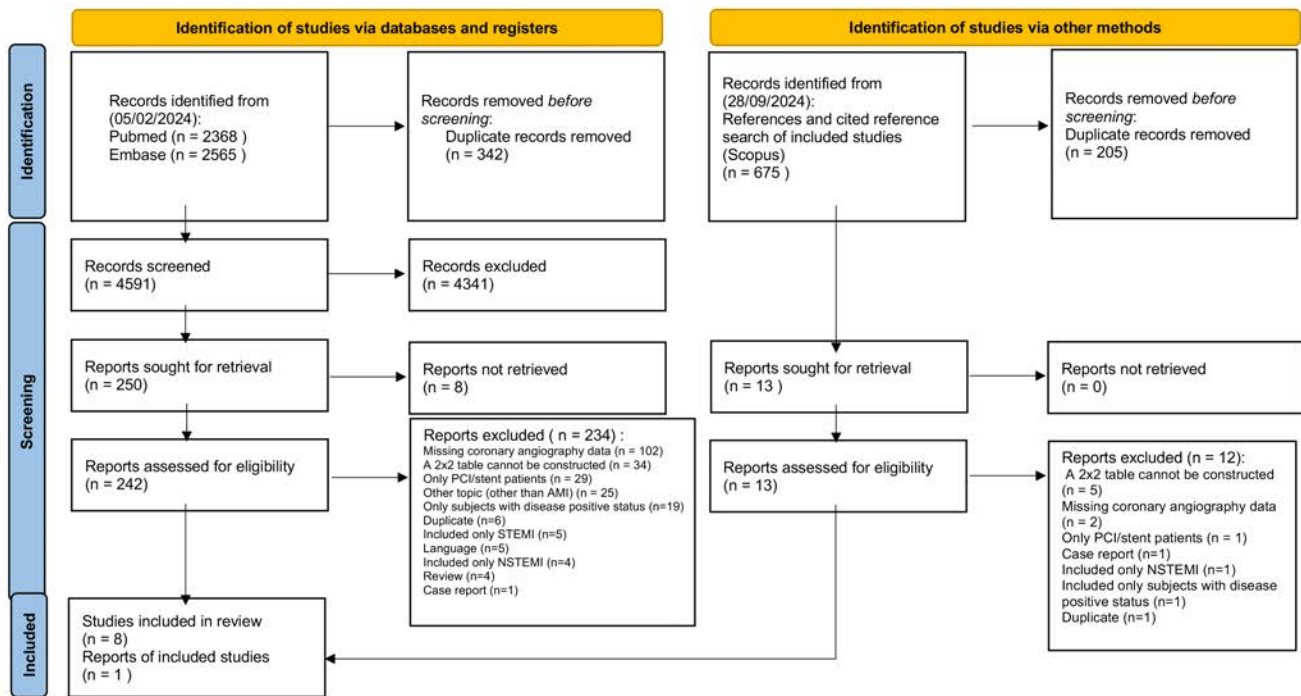 Identification of studies via databases and registers
Identification of studies via other methods
Identification
Records identified from
(05/02/2024):
Pubmed (n = 2368 )
Embase (n = 2565 )
Records removed before
screening:
Duplicate records removed
(n = 342)
Records identified from
(28/09/2024):
References and cited reference
search of included studies
(Scopus)
(n = 675 )
Records removed before
screening:
Duplicate records removed
(n = 205)
Screening
Records screened
(n = 4591)
Records excluded
(n = 4341)
Reports sought for retrieval
(n = 250)
Reports not retrieved
(n = 8)
Reports sought for retrieval
(n = 13 )
Reports not retrieved
(n = 0)
Reports assessed for eligibility
(n = 242)
Reports excluded ( n = 234) :
Missing coronary angiography data (n = 102)
A 2x2 table cannot be constructed (n = 34)
Only PCI/stent patients (n = 29)
Other topic (other than AMI) (n = 25)
Only subjects with disease positive status (n=19)
Duplicate (n=6)
Included only STEMI (n=5)
Language (n=5)
Included only NSTEMI (n=4)
Review (n=4)
Case report (n=1)
Reports assessed for eligibility
(n = 13)
Reports excluded (n = 12):
A 2x2 table cannot be constructed
(n = 5)
Missing coronary angiography data
(n = 2)
Only PCI/stent patients (n = 1)
Case report (n=1)
Included only NSTEMI (n=1)
Included only subjects with disease
positive status (n=1)
Duplicate (n=1)
Included
Studies included in review
(n = 8)
Reports of included studies
(n = 1 )